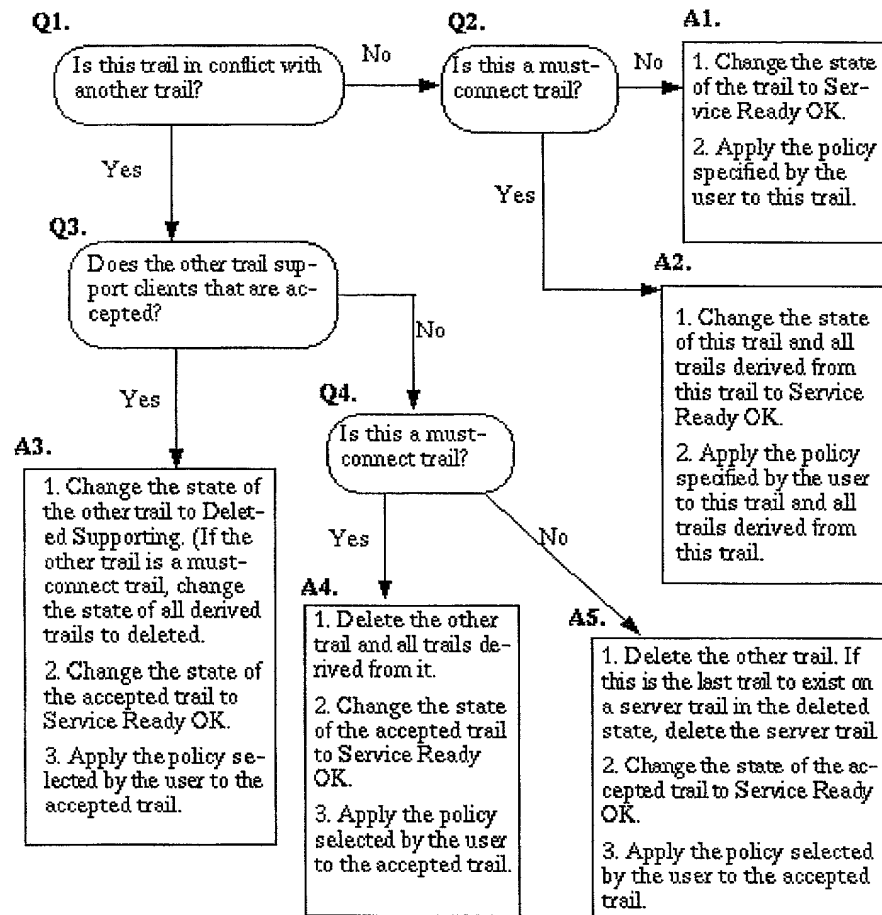 Q1.
Is this trail in conflict with
another trail?
No
Q2.
Is this a must-
connect trail?
No
A1.
1. Change the state
of the trail to Ser-
vice Ready OK.
2. Apply the policy
specified by the
user to this trail.
Yes
Yes
Q3.
Does the other trail sup-
port clients that are ac-
cepted?
No
A2.
1. Change the state
of this trail and all
trails derived from
this trail to Service
Ready OK.
2. Apply the policy
specified by the user
to this trail and all
trails derived from
this trail.
Yes
Q4.
Is this a must-
connect trail?
A3.
1. Change the state of
the other trail to Delet-
ed Supporting. (If the
other trail is a must-
connect trail, change
the state of all derived
trails to deleted.
2. Change the state of
the accepted trail to
Service Ready OK.
3. Apply the policy se-
lected by the user to the
accepted trail.
Yes
No
A4.
1. Delete the other
trail and all trails de-
rived from it.
2. Change the state
of the accepted trail
to Service Ready
OK.
3. Apply the policy
selected by the user
to the accepted trail.
A5.
1. Delete the other trail. If
this is the last trail to exist on
a server trail in the deleted
state, delete the server trail
2. Change the state of the ac-
cepted trail to Service Ready
OK.
3. Apply the policy selected
by the user to the accepted
trail.